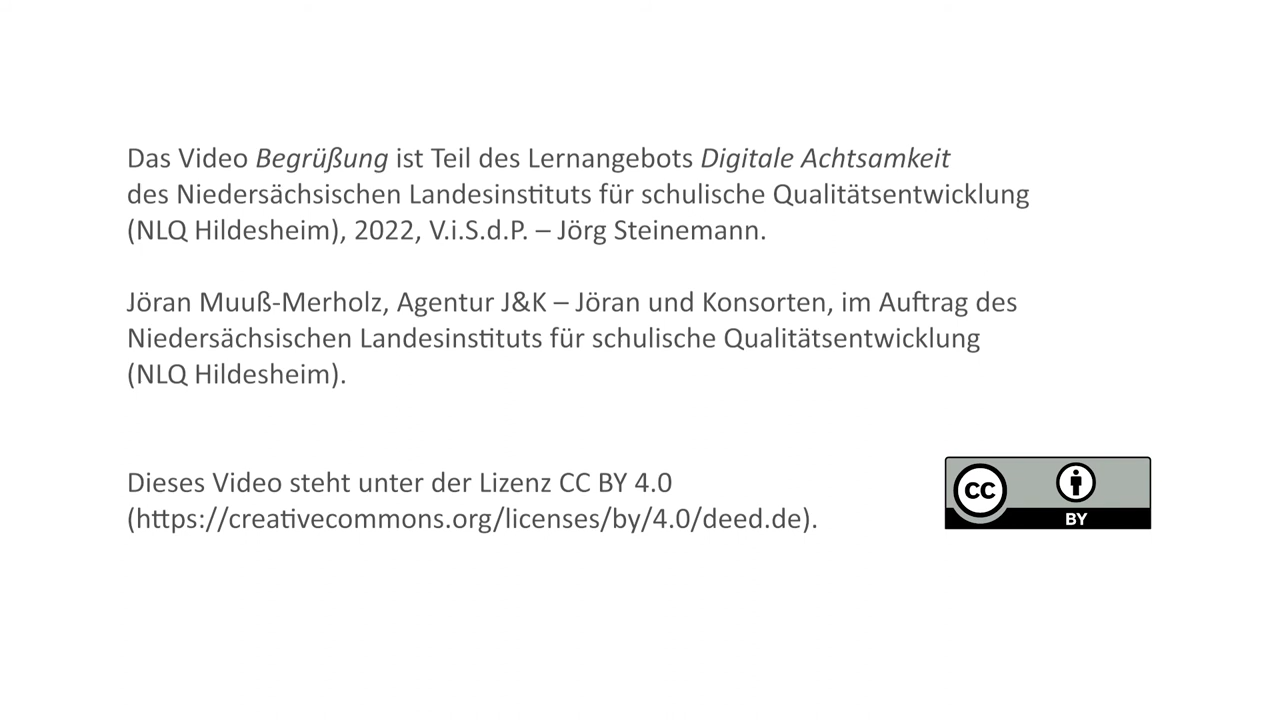 Das Video Begrüßung ist Teil des Lernangebots Digitale Achtsamkeit
des Niedersächsischen Landesinstituts für schulische Qualitätsentwicklung
(NLQ Hildesheim), 2022, V.i.S.d.P. – Jörg Steinemann.
Jöran Muuß-Merholz, Agentur J&K – Jöran und Konsorten, im Auftrag des
Niedersächsischen Landesinstituts für schulische Qualitätsentwicklung
(NLQ Hildesheim).
Dieses Video steht unter der Lizenz CC BY 4.0
(https://creativecommons.org/licenses/by/4.0/deed.de).
CC
BY